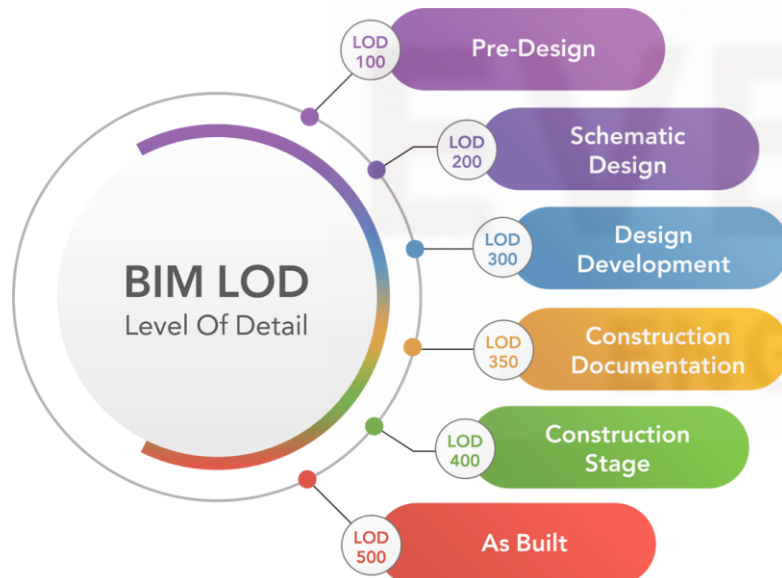 LOD
100
Pre-Design
LOD
200
Schematic
Design
BIM LOD
Level Of Detail
LOD
300
Design
Development
LOD
350
Construction
Documentation
LOD
400
Construction
Stage
LOD
500
As Built